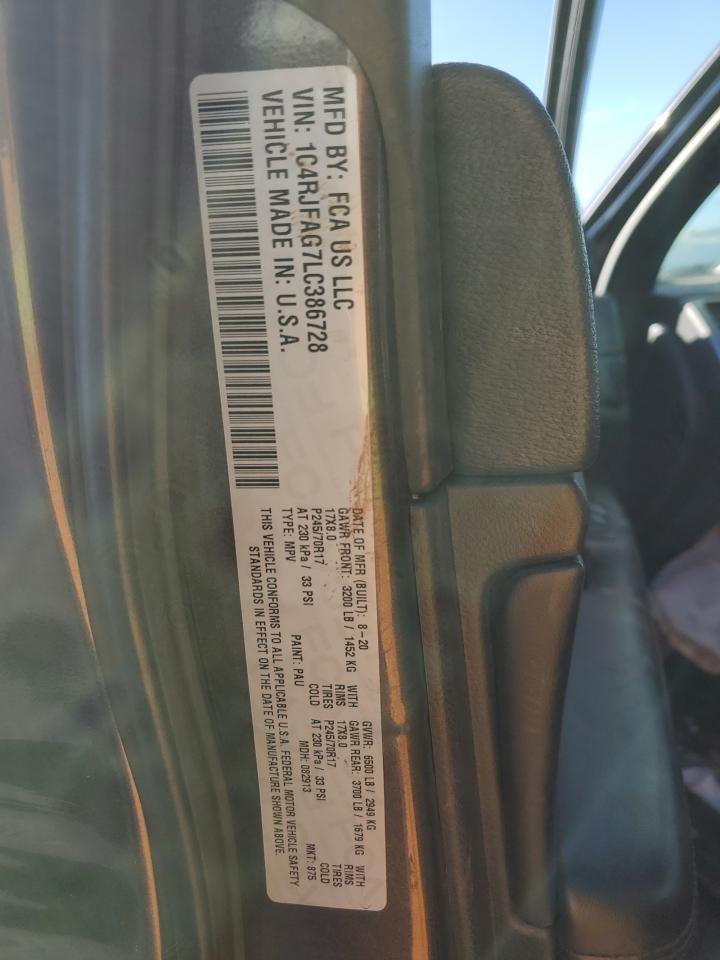 MFD BY: FCA US LLC
VIN: 1C4RJFAG7LC386728
VEHICLE MADE IN: U.S.A.
DATE OF MFR (BUILT): 8-20 GVWR: 6500 LB / 2949 KG
GAWR FRONT: 3200 LB / 1452 KG WITH GAWR REAR: 3700 LB / 1679 KG WITH
17X8.0 RIMS 17X8.0 RIMS
P245/70R17 TIRES P245/70R17 TIRES
AT 230 kPa / 33 PSI COLD AT 230 kPa / 33 PSI COLD
TYPE: MPV PAINT: PAU MDH: 082913 MKT: 875
THIS VEHICLE CONFORMS TO ALL APPLICABLE U.S.A. FEDERAL MOTOR VEHICLE SAFETY
STANDARDS IN EFFECT ON THE DATE OF MANUFACTURE SHOWN ABOVE.